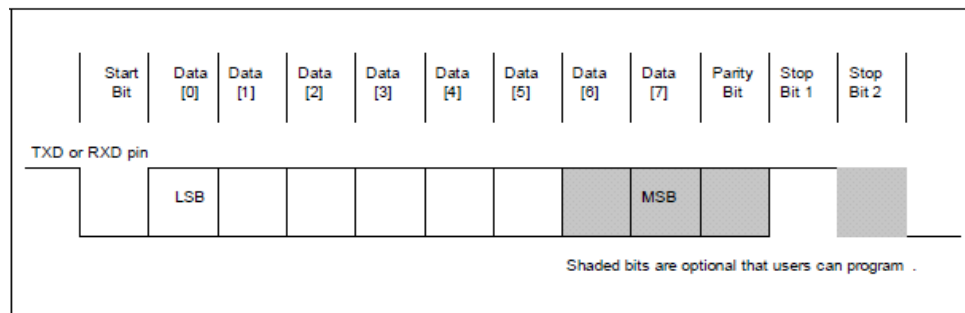 Start Data Data Data Data Data Data Data Data Parity Stop Stop
Bit [0] [1] [2] [3] [4] [5] [6] [7] Bit Bit 1 Bit 2
TXD or RXD pin
LSB MSB
Shaded bits are optional that users can program .